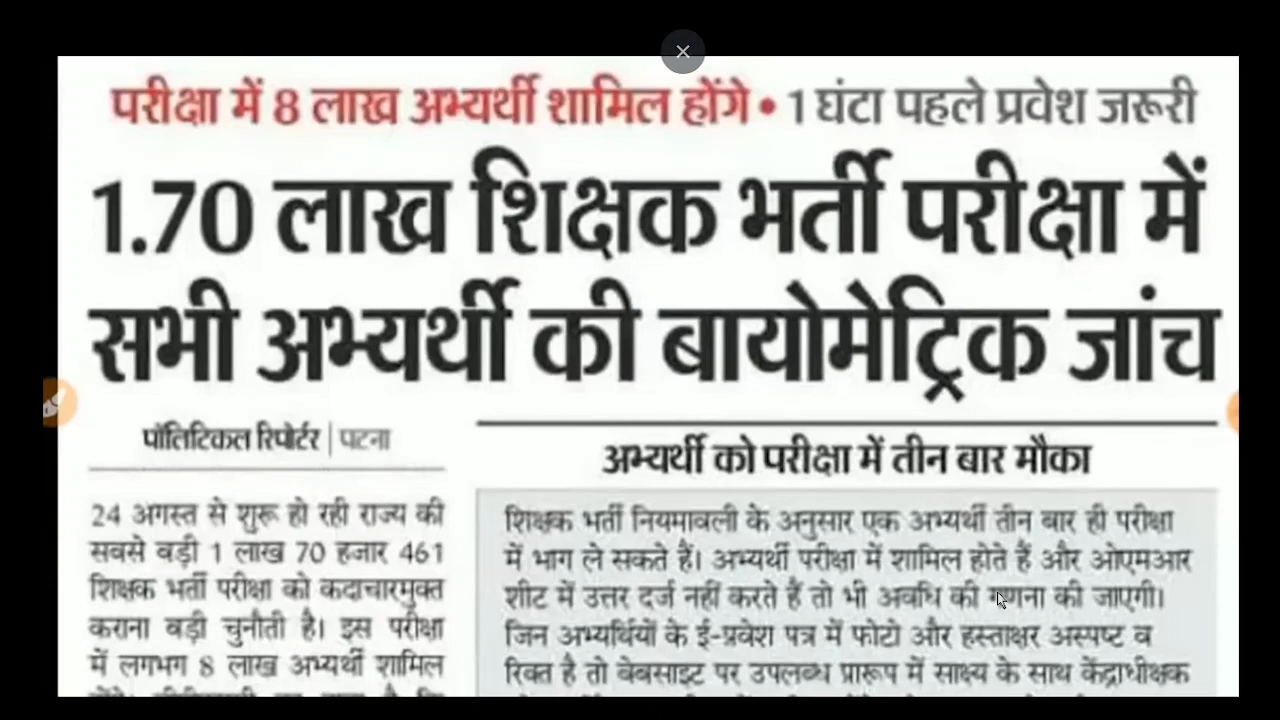 परीक्षा में 8 लाख अभ्यर्थी शामिल होंगे • 1 घंटा पहले प्रवेश जरूरी
1.70 लाख शिक्षक भर्ती परीक्षा में
सभी अभ्यर्थी की बायोमेट्रिक जांच
पॉलिटिकल रिपोर्टर | पटना
24 अगस्त से शुरू हो रही राज्य की
सबसे बड़ी 1 लाख 70 हजार 461
शिक्षक भर्ती परीक्षा को कदाचारमुक्त
कराना बड़ी चुनौती है। इस परीक्षा
में लगभग 8 लाख अभ्यर्थी शामिल
अभ्यर्थी को परीक्षा में तीन बार मौका
शिक्षक भर्ती नियमावली के अनुसार एक अभ्यर्थी तीन बार ही परीक्षा
में भाग ले सकते हैं। अभ्यर्थी परीक्षा में शामिल होते हैं और ओएमआर
शीट में उत्तर दर्ज नहीं करते हैं तो भी अवधि की गणना की जाएगी।
जिन अभ्यर्थियों के ई-प्रवेश पत्र में फोटो और हस्ताक्षर अस्पष्ट व
रिक्त है तो वेबसाइट पर उपलब्ध प्रारूप में साक्ष्य के साथ केंद्राधीक्षक